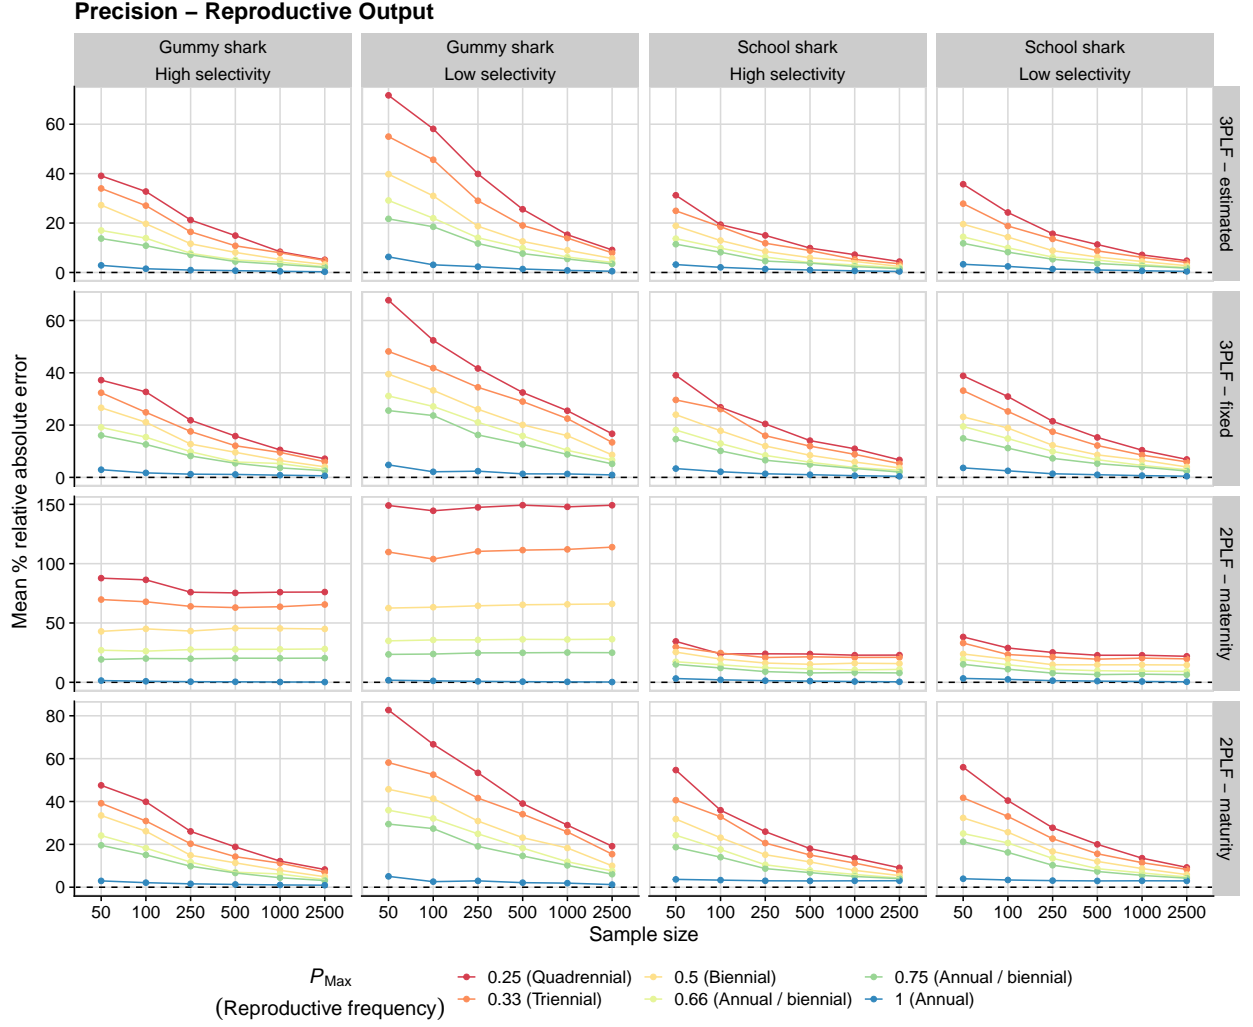 Precision – Reproductive Output
Gummy shark
High selectivity
Gummy shark
Low selectivity
School shark
High selectivity
School shark
Low selectivity
Mean % relative absolute error
60
40
20
0
3PLF – estimated
60
40
20
0
3PLF – fixed
150
100
50
0
2PLF – maternity
80
60
40
20
0
2PLF – maturity
50 100 250 500 1000 2500
50 100 250 500 1000 2500
50 100 250 500 1000 2500
50 100 250 500 1000 2500
Sample size
P Max
(Reproductive frequency)
0.25 (Quadrennial)
0.33 (Triennial)
0.5 (Biennial)
0.66 (Annual / biennial)
0.75 (Annual / biennial)
1 (Annual)